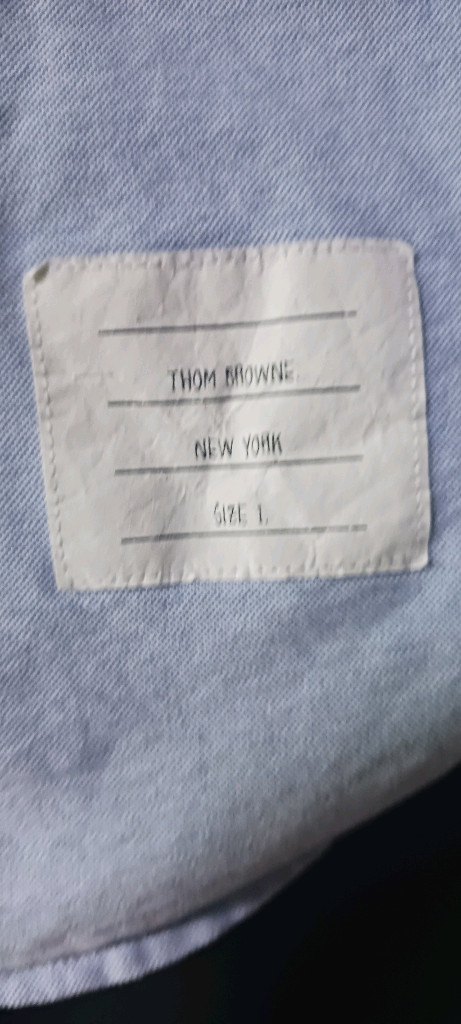 THOM BROWNE.
NEW YORK
SIZE 1.